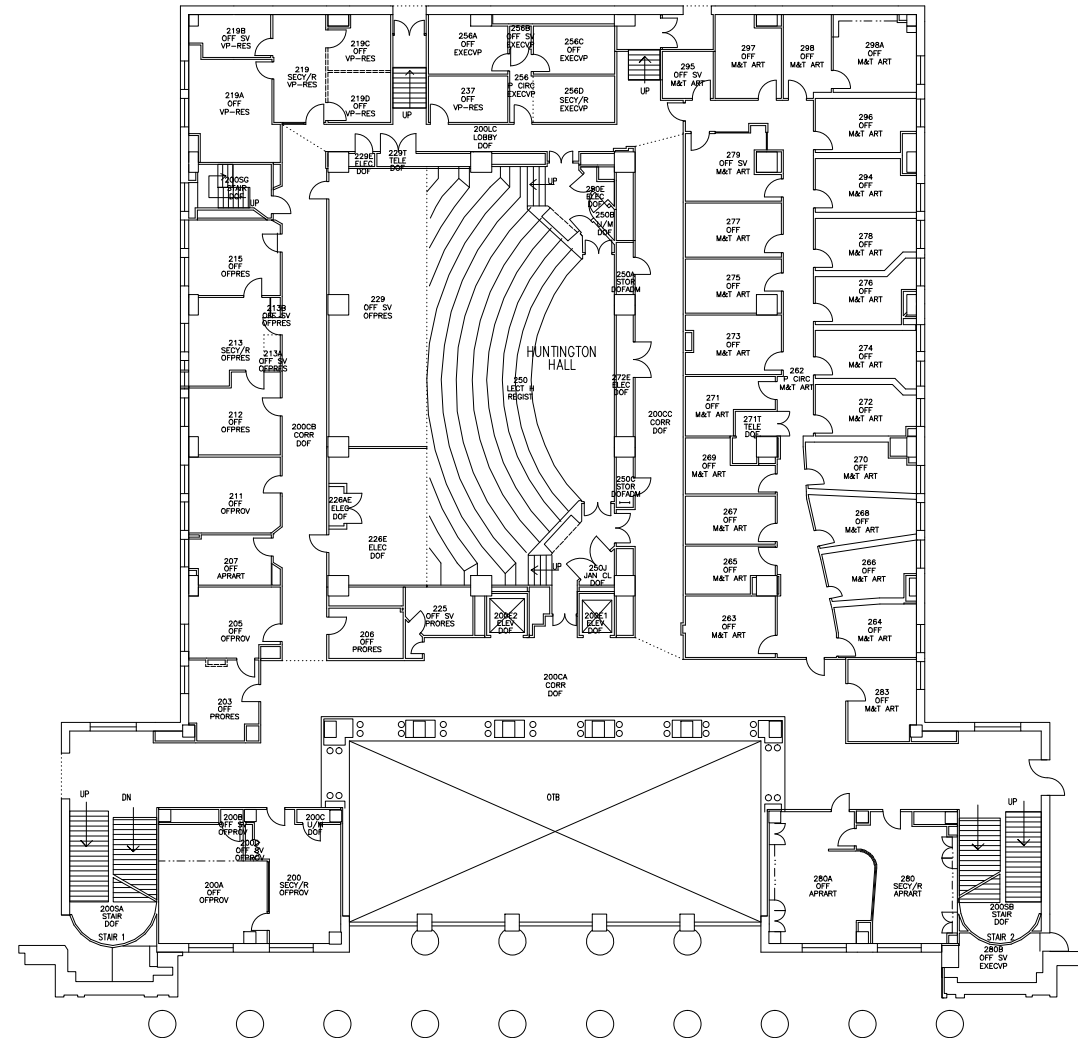 219B
OFF SV
VP-RES
219
SECY/R
VP-RES
219C
OFF
VP-RES
219A
OFF
VP-RES
219D
OFF
VP-RES
UP
256A
OFF
EXECVP
256B
OFF SV
EXECVP
256C
OFF
EXECVP
237
OFF
VP-RES
256
P CIRC
EXECVP
256D
SECY/R
EXECVP
UP
295
OFF SV
M&T ART
297
OFF
M&T ART
298
OFF
M&T ART
298A
OFF
M&T ART
200LC
LOBBY
DOF
229E
ELEC
DOF
229T
TELE
DOF
296
OFF
M&T ART
279
OFF SV
M&T ART
294
OFF
M&T ART
200SG
STAIR
DOF
UP
UP
250E
ELEC
DOF
250B
U/M
DOF
277
OFF
M&T ART
278
OFF
M&T ART
215
OFF
OFPRES
250A
STOR
DOFADM
275
OFF
M&T ART
276
OFF
M&T ART
229
OFF SV
OFPRES
213B
OFF SV
OFPRES
213
SECY/R
OFPRES
213A
OFF SV
OFPRES
HUNTINGTON
HALL
250
LECT H
REGIST
272E
ELEC
DOF
273
OFF
M&T ART
274
OFF
M&T ART
262
P CIRC
M&T ART
212
OFF
OFPRES
200CB
CORR
DOF
200CC
CORR
DOF
271
OFF
M&T ART
271T
TELE
DOF
272
OFF
M&T ART
211
OFF
OFPROV
226AE
ELEC
DOF
250C
STOR
DOFADM
269
OFF
M&T ART
270
OFF
M&T ART
267
OFF
M&T ART
268
OFF
M&T ART
226E
ELEC
DOF
207
OFF
APRART
UP
250J
JAN CL
DOF
265
OFF
M&T ART
266
OFF
M&T ART
205
OFF
OFPROV
206
OFF
PRORES
225
OFF SV
PRORES
200E2
ELEV
DOF
200E1
ELEV
DOF
263
OFF
M&T ART
264
OFF
M&T ART
203
OFF
PRORES
200CA
CORR
DOF
283
OFF
M&T ART
UP
DN
OTB
UP
200B
OFF SV
OFPROV
200C
U/M
DOF
OFF SV
OFPROV
200A
OFF
OFPROV
200
SECY/R
OFPROV
280A
OFF
APRART
280
SECY/R
APRART
200SA
STAIR
DOF
STAIR 1
200SB
STAIR
DOF
STAIR 2
280B
OFF SV
EXECVP